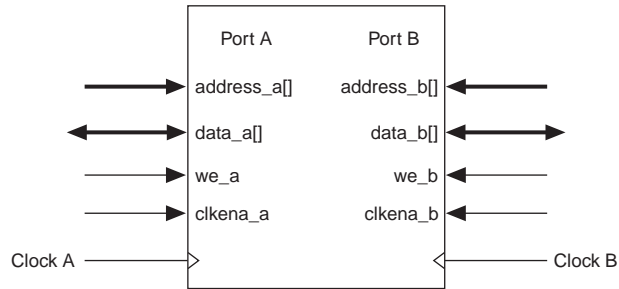 Port A Port B
address_a[] address_b[]
data_a[] data_b[]
we_a we_b
clkena_a clkena_b
Clock A Clock B